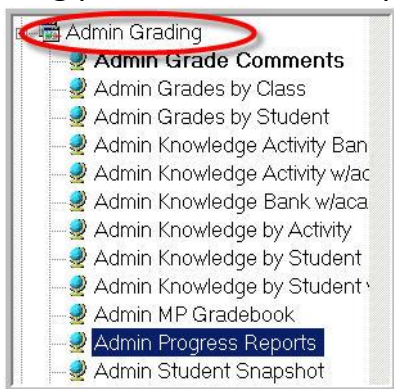 Admin Grading
Admin Grade Comments
Admin Grades by Class
Admin Grades by Student
Admin Knowledge Activity Ban
Admin Knowledge Activity w/ac
Admin Knowledge Bank w/aca
Admin Knowledge by Activity
Admin Knowledge by Student
Admin Knowledge by Student
Admin MP Gradebook
Admin Progress Reports
Admin Student Snapshot